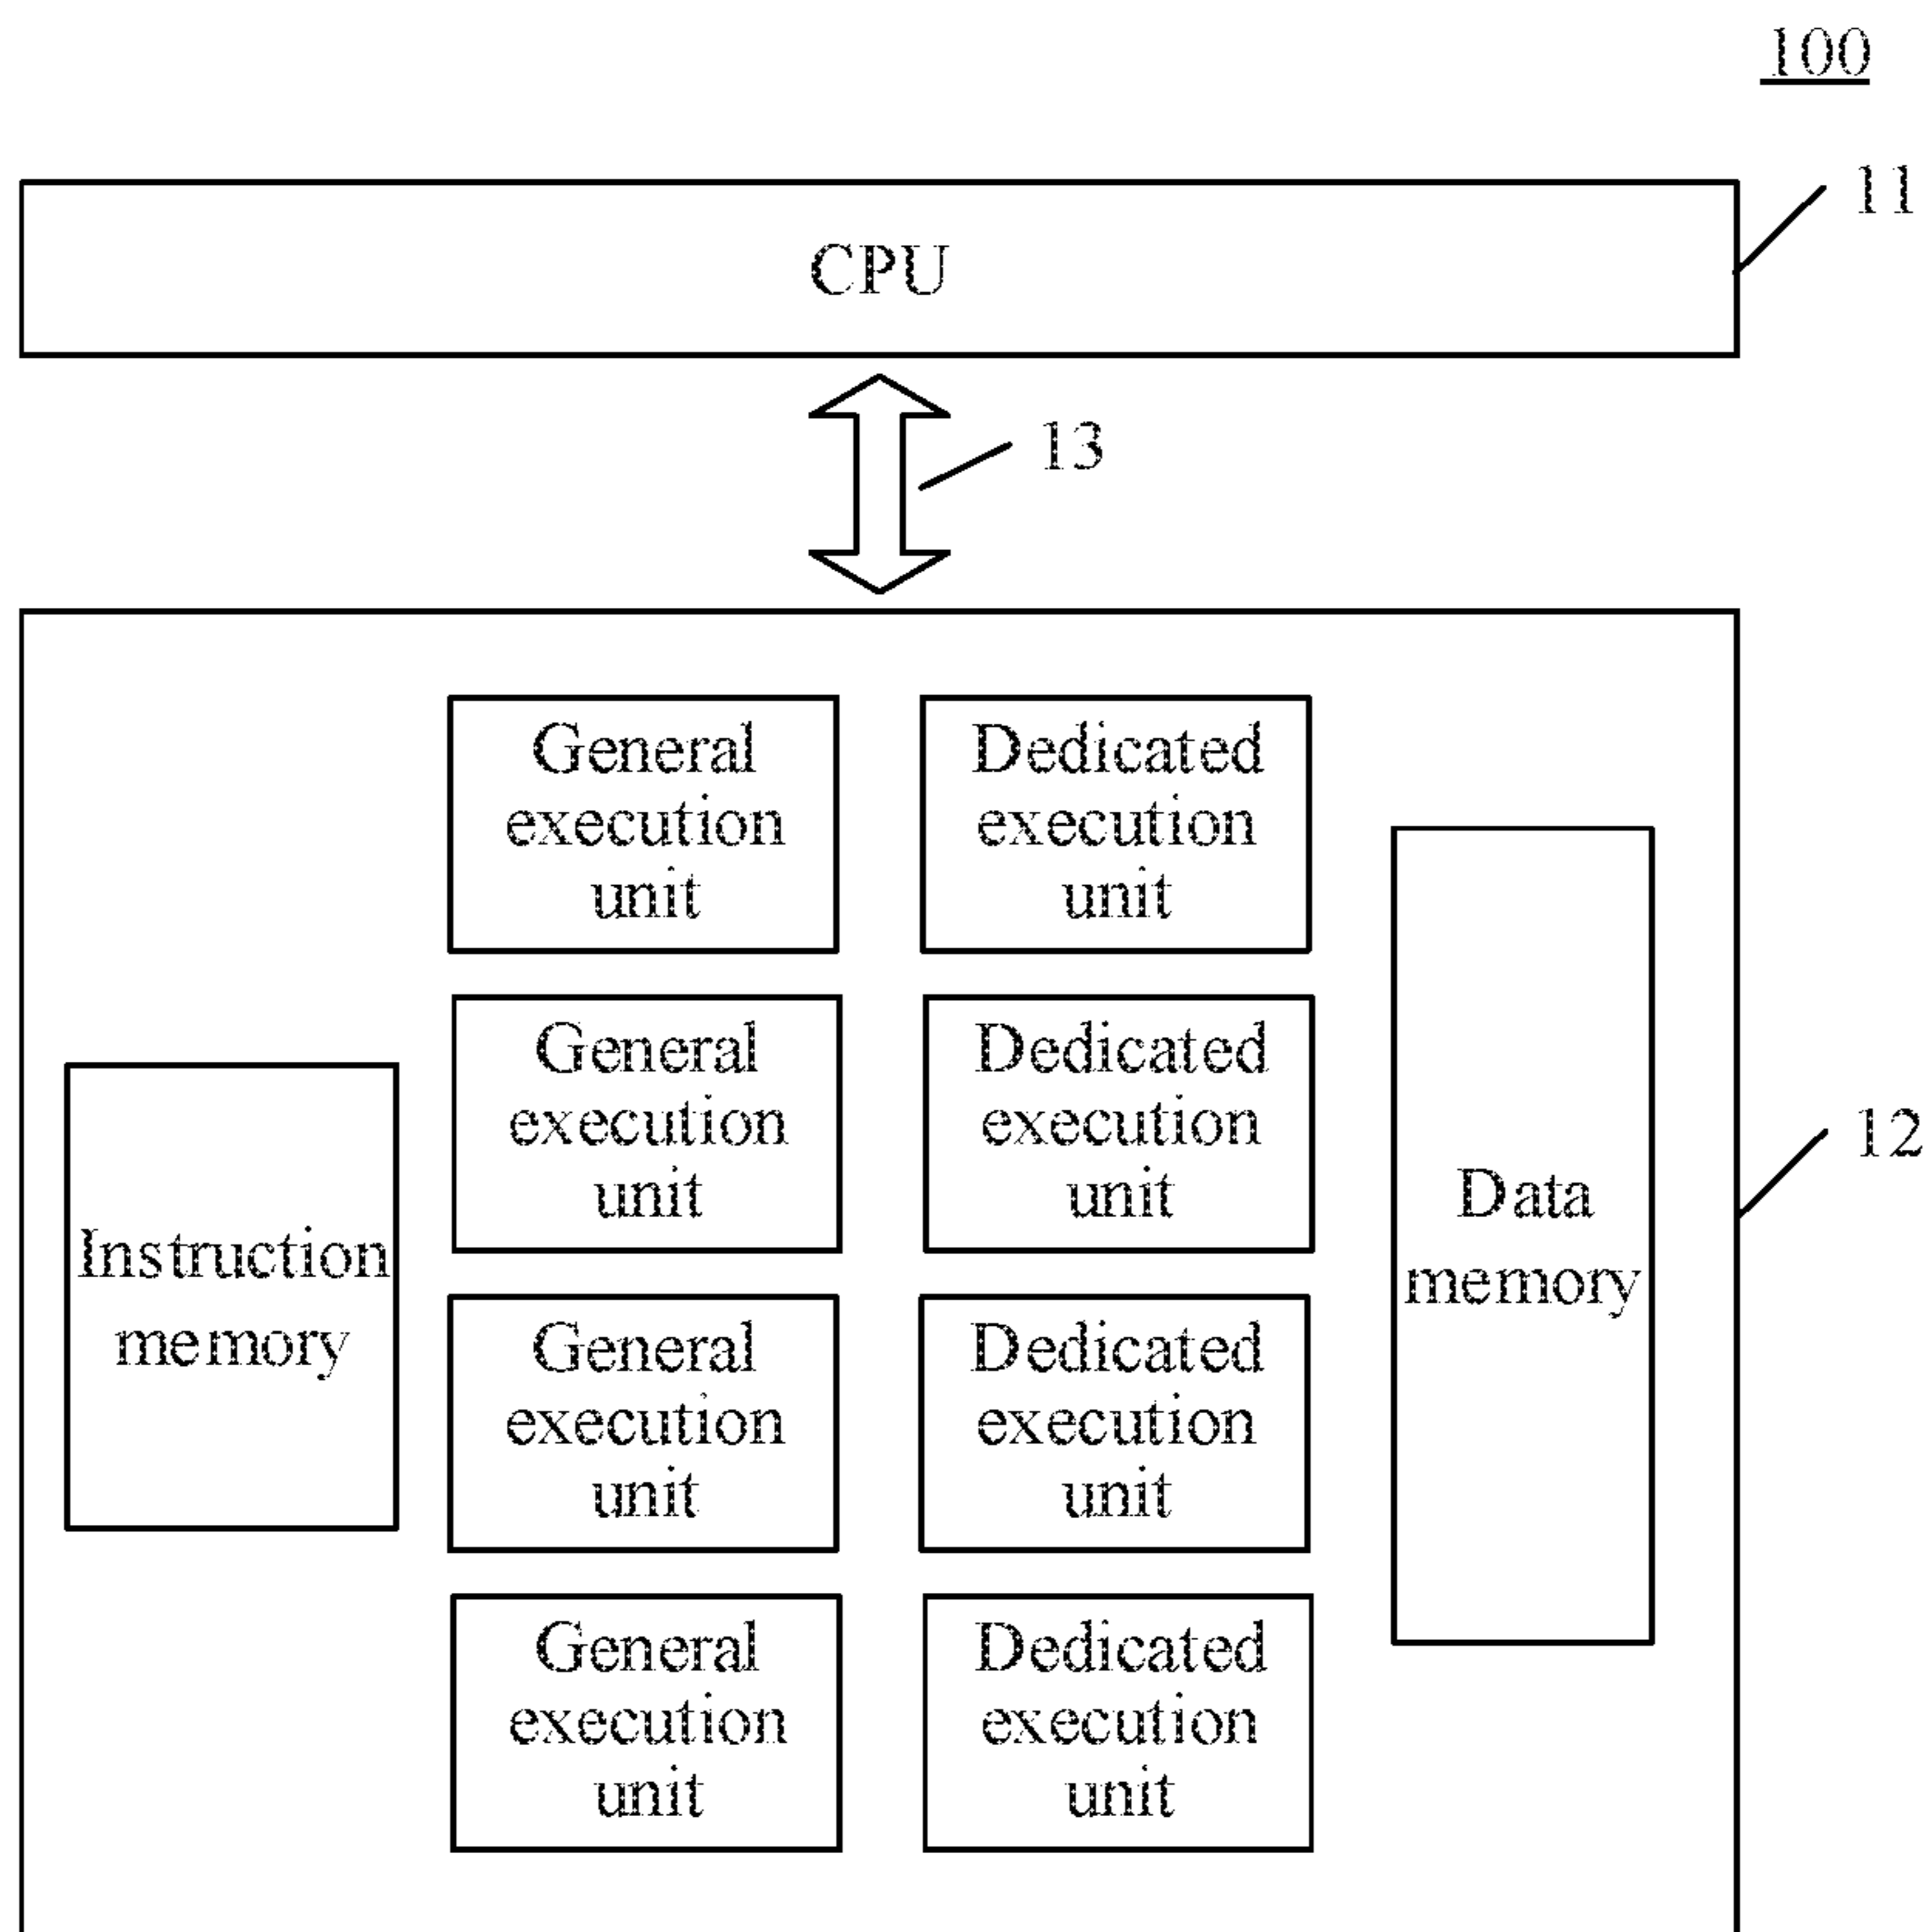 100
11
CPU
13
General
execution
unit
Dedicated
execution
unit
General
execution
unit
Dedicated
execution
unit
Instruction
memory
Data
memory
12
General
execution
unit
Dedicated
execution
unit
General
execution
unit
Dedicated
execution
unit